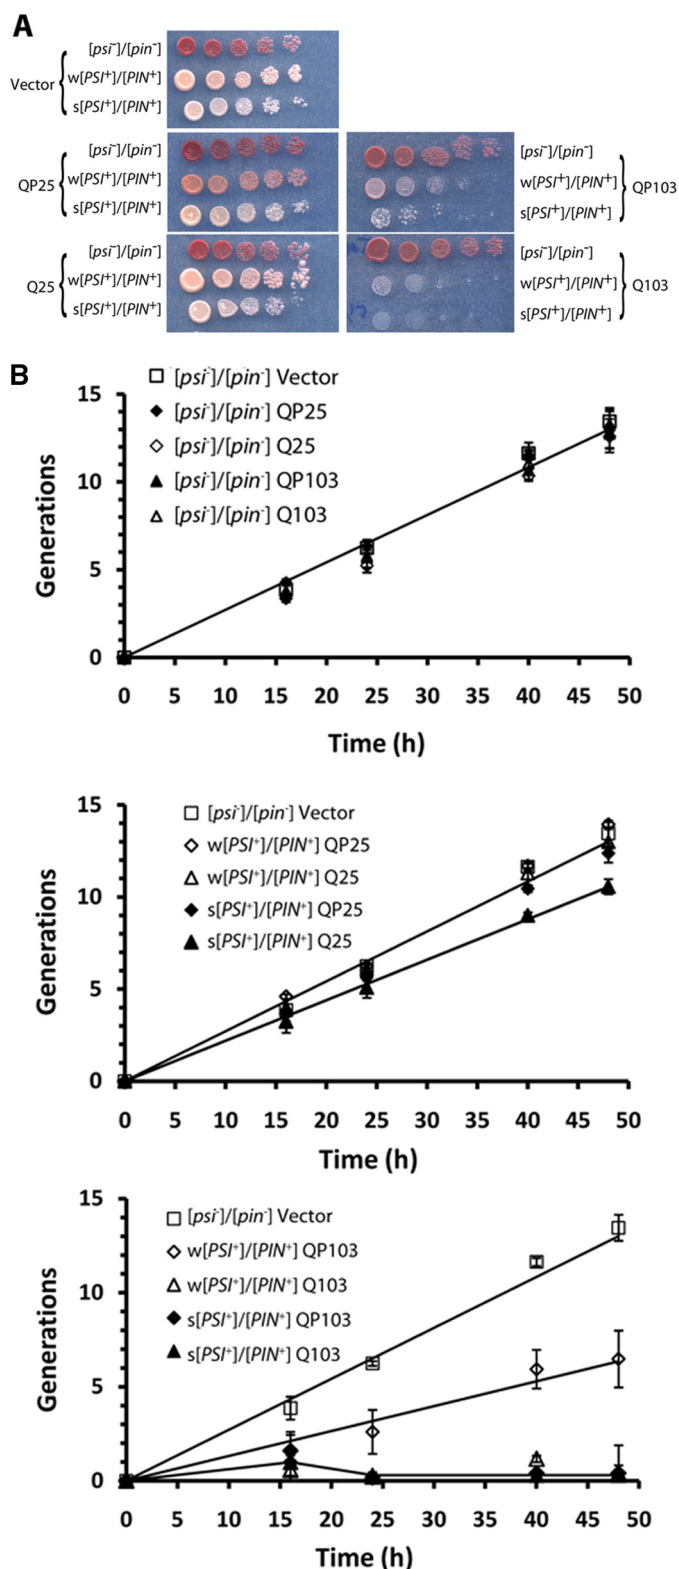 A
[psi⁻]/[pin⁻]
Vector
w[PSI⁺]/[PIN⁺]
s[PSI⁺]/[PIN⁺]
[psi⁻]/[pin⁻]
QP25
w[PSI⁺]/[PIN⁺]
s[PSI⁺]/[PIN⁺]
[psi⁻]/[pin⁻]
w[PSI⁺]/[PIN⁺]
QP103
s[PSI⁺]/[PIN⁺]
[psi⁻]/[pin⁻]
Q25
w[PSI⁺]/[PIN⁺]
s[PSI⁺]/[PIN⁺]
[psi⁻]/[pin⁻]
w[PSI⁺]/[PIN⁺]
Q103
s[PSI⁺]/[PIN⁺]
B
[psi⁻]/[pin⁻] Vector
[psi⁻]/[pin⁻] QP25
[psi⁻]/[pin⁻] Q25
[psi⁻]/[pin⁻] QP103
[psi⁻]/[pin⁻] Q103
Generations
15
10
5
0
0 5 10 15 20 25 30 35 40 45 50
Time (h)
[psi⁻]/[pin⁻] Vector
w[PSI⁺]/[PIN⁺] QP25
w[PSI⁺]/[PIN⁺] Q25
s[PSI⁺]/[PIN⁺] QP25
s[PSI⁺]/[PIN⁺] Q25
Generations
15
10
5
0
0 5 10 15 20 25 30 35 40 45 50
Time (h)
[psi⁻]/[pin⁻] Vector
w[PSI⁺]/[PIN⁺] QP103
w[PSI⁺]/[PIN⁺] Q103
s[PSI⁺]/[PIN⁺] QP103
s[PSI⁺]/[PIN⁺] Q103
Generations
15
10
5
0
0 5 10 15 20 25 30 35 40 45 50
Time (h)